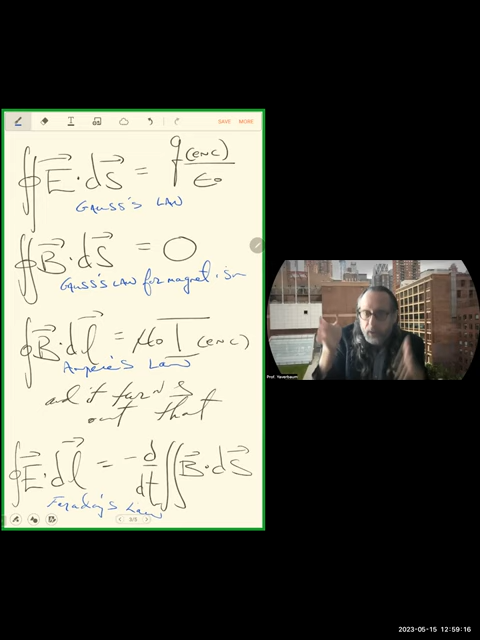 SAVE MORE
∯ E⃗ · dS⃗ = q(enc)/ε₀
GAUSS'S LAW
∯ B⃗ · dS⃗ = 0
GAUSS'S LAW for magnetism
∮ B⃗ · dl⃗ = μ₀ I (enc)
Ampere's Law
and it turns
out that
∮ E⃗ · dl⃗ = -d/dt ∬ B⃗ · dS⃗
Faraday's Law
3/5
Prof. Yaverbaum
2023-05-15 12:59:16